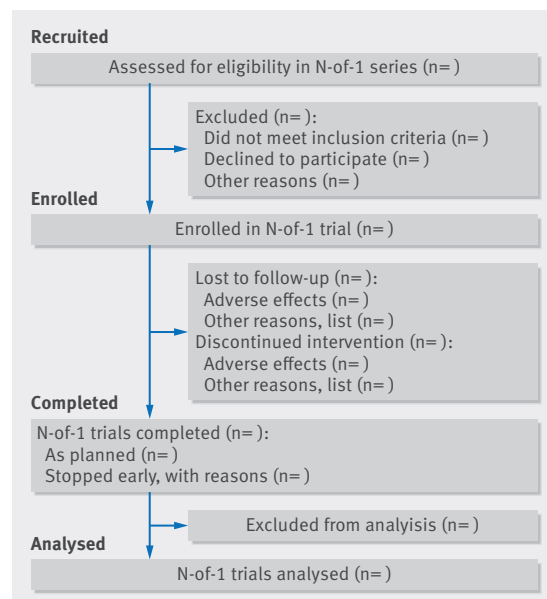 Recruited
Assessed for eligibility in N-of-1 series (n= )
Excluded (n= ):
Did not meet inclusion criteria (n= )
Declined to participate (n= )
Other reasons (n= )
Enrolled
Enrolled in N-of-1 trial (n= )
Lost to follow-up (n= ):
Adverse effects (n= )
Other reasons, list (n= )
Discontinued intervention (n= ):
Adverse effects (n= )
Other reasons, list (n= )
Completed
N-of-1 trials completed (n= ):
As planned (n= )
Stopped early, with reasons (n= )
Excluded from analyisis (n= )
Analysed
N-of-1 trials analysed (n= )